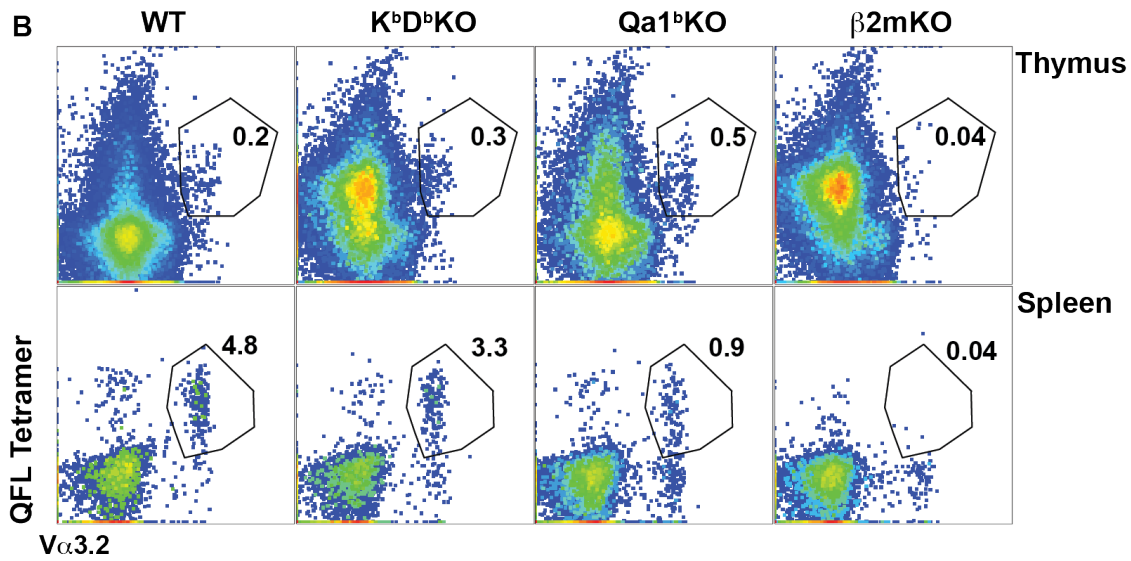 B
WT KᵇDᵇKO Qa1ᵇKO β2mKO
Thymus
0.2 0.3 0.5 0.04
Spleen
4.8 3.3 0.9 0.04
QFL Tetramer
Vα3.2